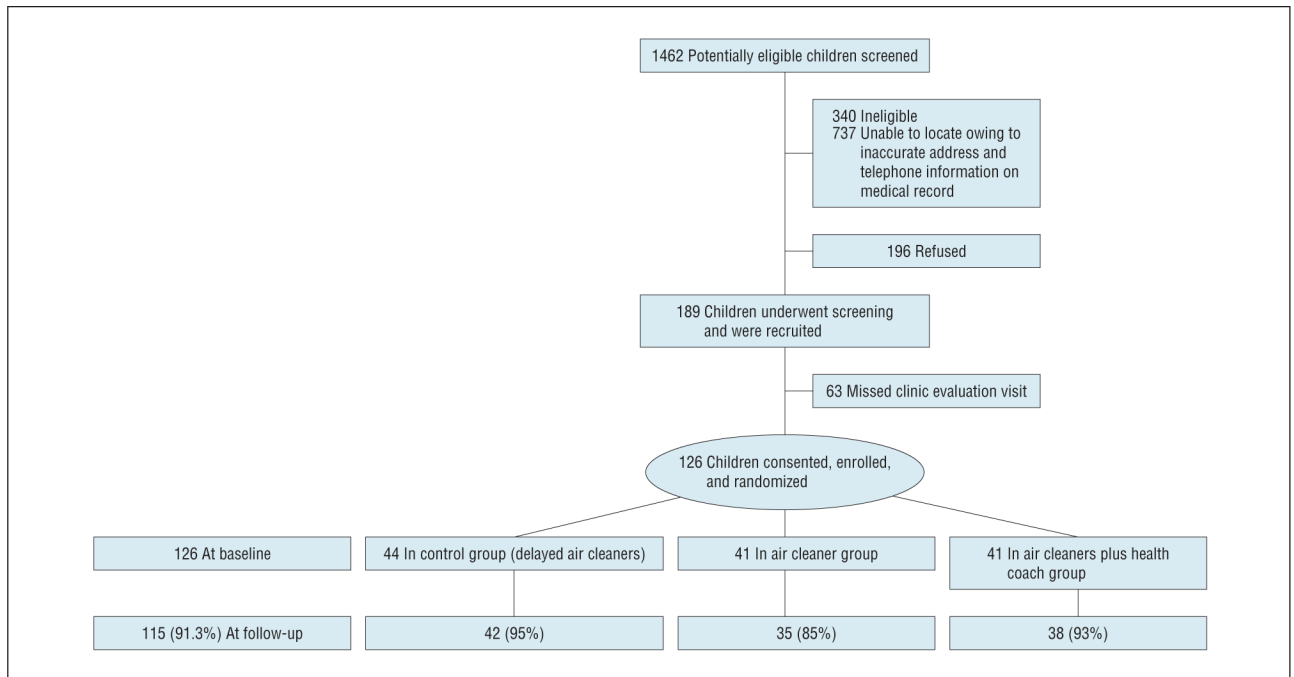 1462 Potentially eligible children screened
340 Ineligible
737 Unable to locate owing to
inaccurate address and
telephone information on
medical record
196 Refused
189 Children underwent screening
and were recruited
63 Missed clinic evaluation visit
126 Children consented, enrolled,
and randomized
126 At baseline
44 In control group (delayed air cleaners)
41 In air cleaner group
41 In air cleaners plus health
coach group
115 (91.3%) At follow-up
42 (95%)
35 (85%)
38 (93%)